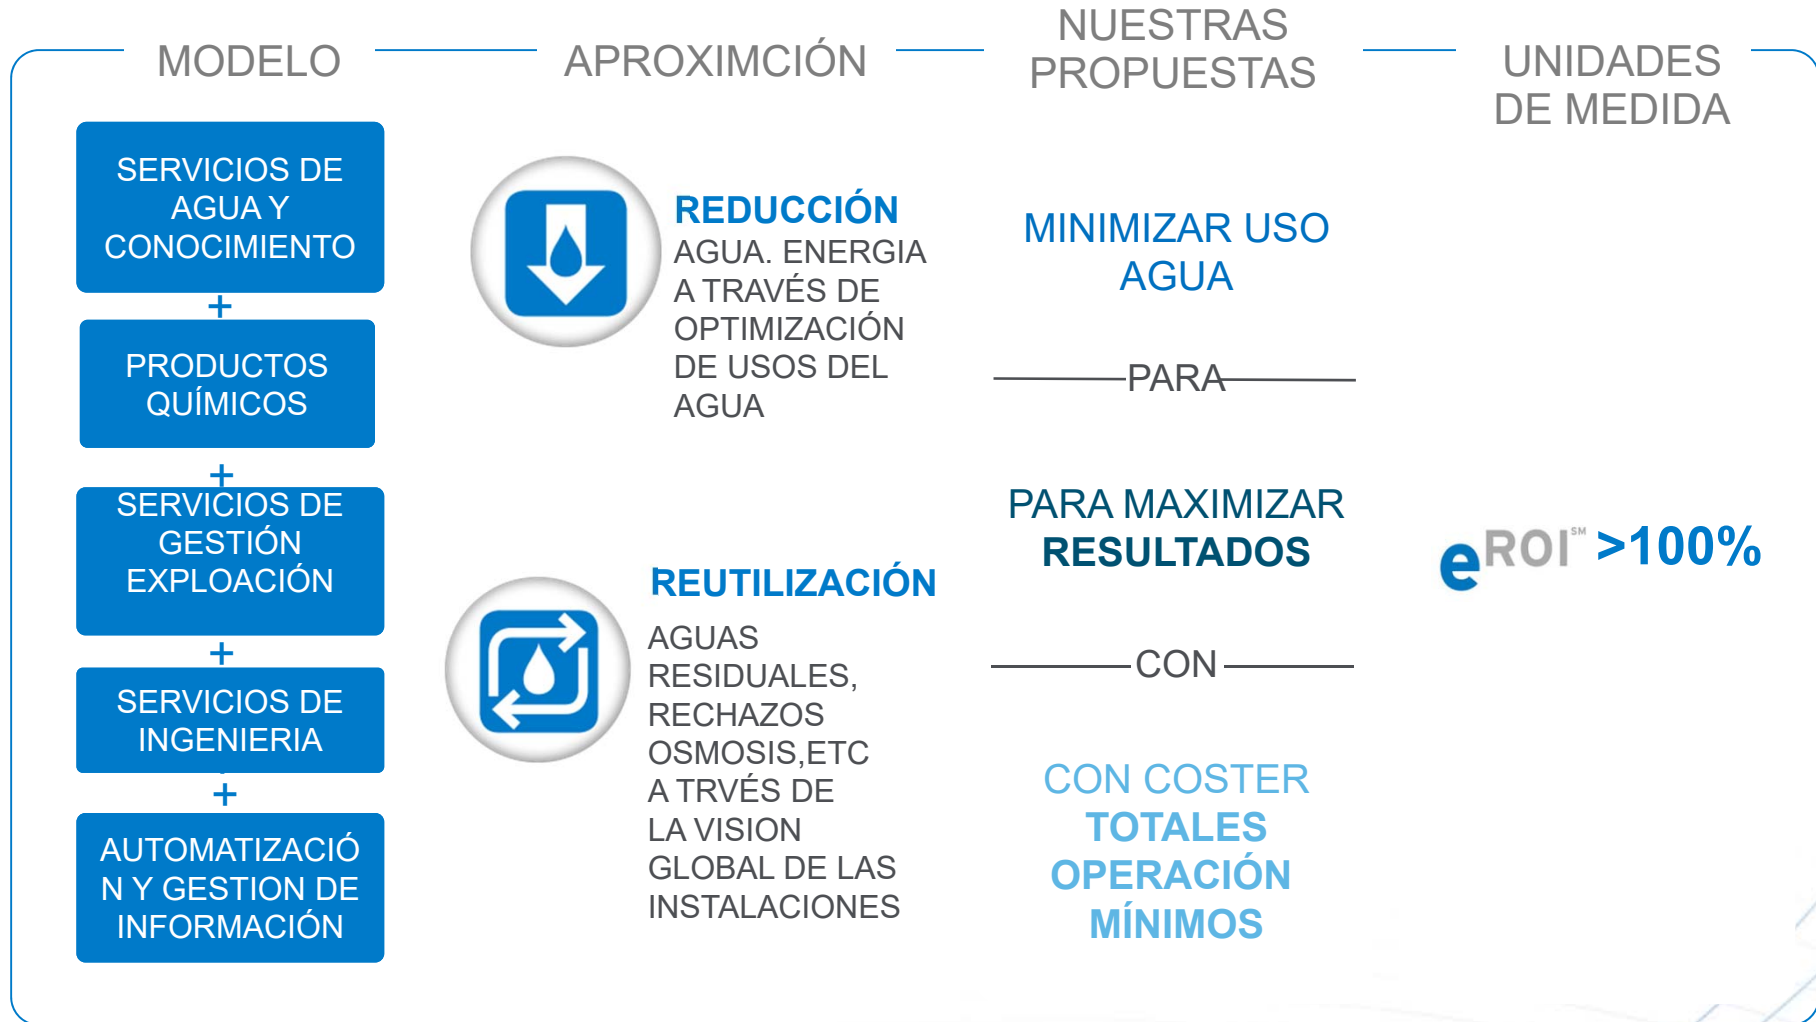 MODELO
SERVICIOS DE
AGUA Y
CONOCIMIENTO
+
PRODUCTOS
QUÍMICOS
+
SERVICIOS DE
GESTIÓN
EXPLOACIÓN
+
SERVICIOS DE
INGENIERIA
+
AUTOMATIZACIÓ
N Y GESTION DE
INFORMACIÓN
APROXIMCIÓN
REDUCCIÓN
AGUA. ENERGIA
A TRAVÉS DE
OPTIMIZACIÓN
DE USOS DEL
AGUA
REUTILIZACIÓN
AGUAS
RESIDUALES,
RECHAZOS
OSMOSIS,ETC
A TRVÉS DE
LA VISION
GLOBAL DE LAS
INSTALACIONES
NUESTRAS
PROPUESTAS
MINIMIZAR USO
AGUA
PARA
PARA MAXIMIZAR
RESULTADOS
CON
CON COSTER
TOTALES
OPERACIÓN
MÍNIMOS
UNIDADES
DE MEDIDA
eROI℠ >100%